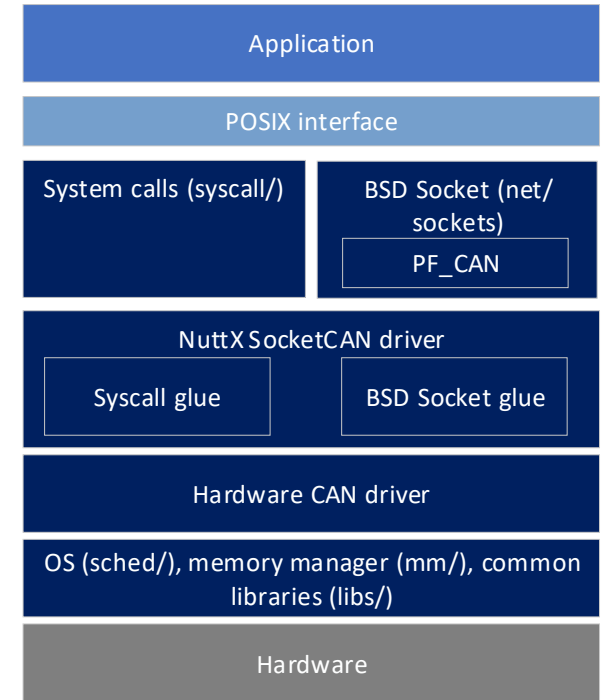 Application
POSIX interface
System calls (syscall/)
BSD Socket (net/
sockets)
PF_CAN
NuttX SocketCAN driver
Syscall glue
BSD Socket glue
Hardware CAN driver
OS (sched/), memory manager (mm/), common
libraries (libs/)
Hardware